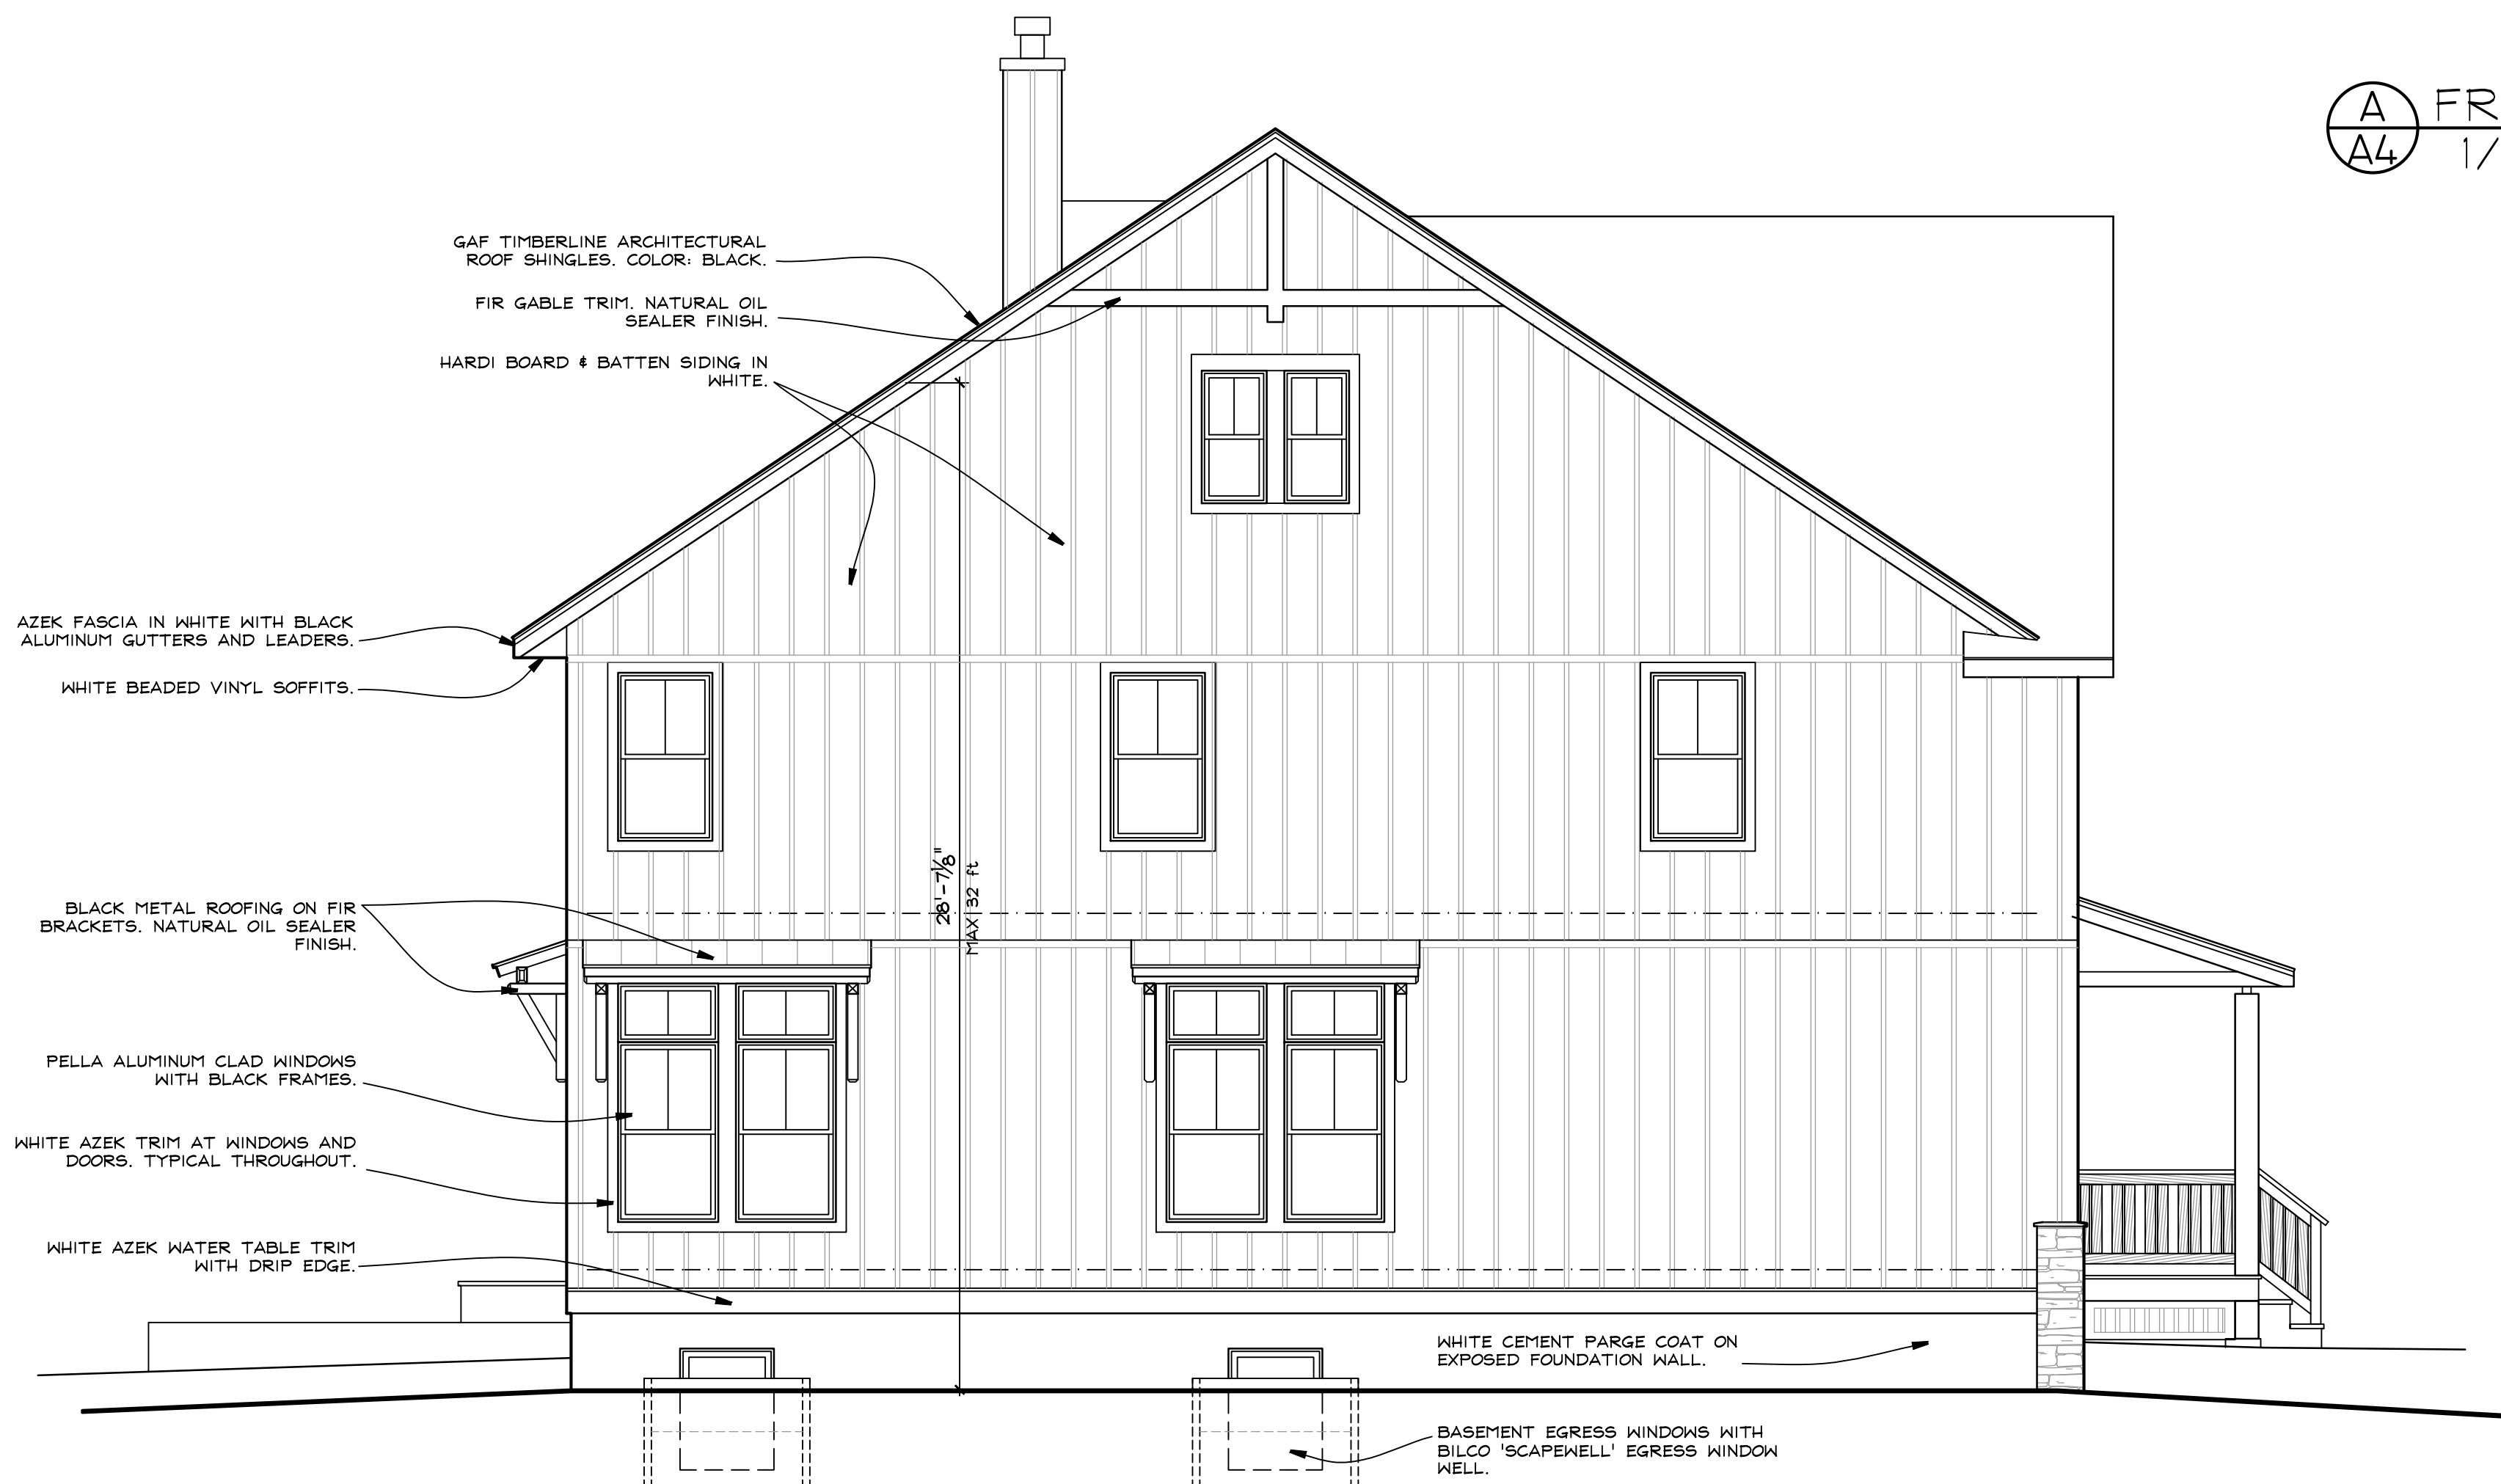 A
A4
FR
1/
GAF TIMBERLINE ARCHITECTURAL
ROOF SHINGLES. COLOR: BLACK.
FIR GABLE TRIM. NATURAL OIL
SEALER FINISH.
HARDI BOARD & BATTEN SIDING IN
WHITE.
AZEK FASCIA IN WHITE WITH BLACK
ALUMINUM GUTTERS AND LEADERS.
WHITE BEADED VINYL SOFFITS.
28'-7⅛"
MAX 32 ft
BLACK METAL ROOFING ON FIR
BRACKETS. NATURAL OIL SEALER
FINISH.
PELLA ALUMINUM CLAD WINDOWS
WITH BLACK FRAMES.
WHITE AZEK TRIM AT WINDOWS AND
DOORS. TYPICAL THROUGHOUT.
WHITE AZEK WATER TABLE TRIM
WITH DRIP EDGE.
WHITE CEMENT PARGE COAT ON
EXPOSED FOUNDATION WALL.
BASEMENT EGRESS WINDOWS WITH
BILCO 'SCAPEWELL' EGRESS WINDOW
WELL.